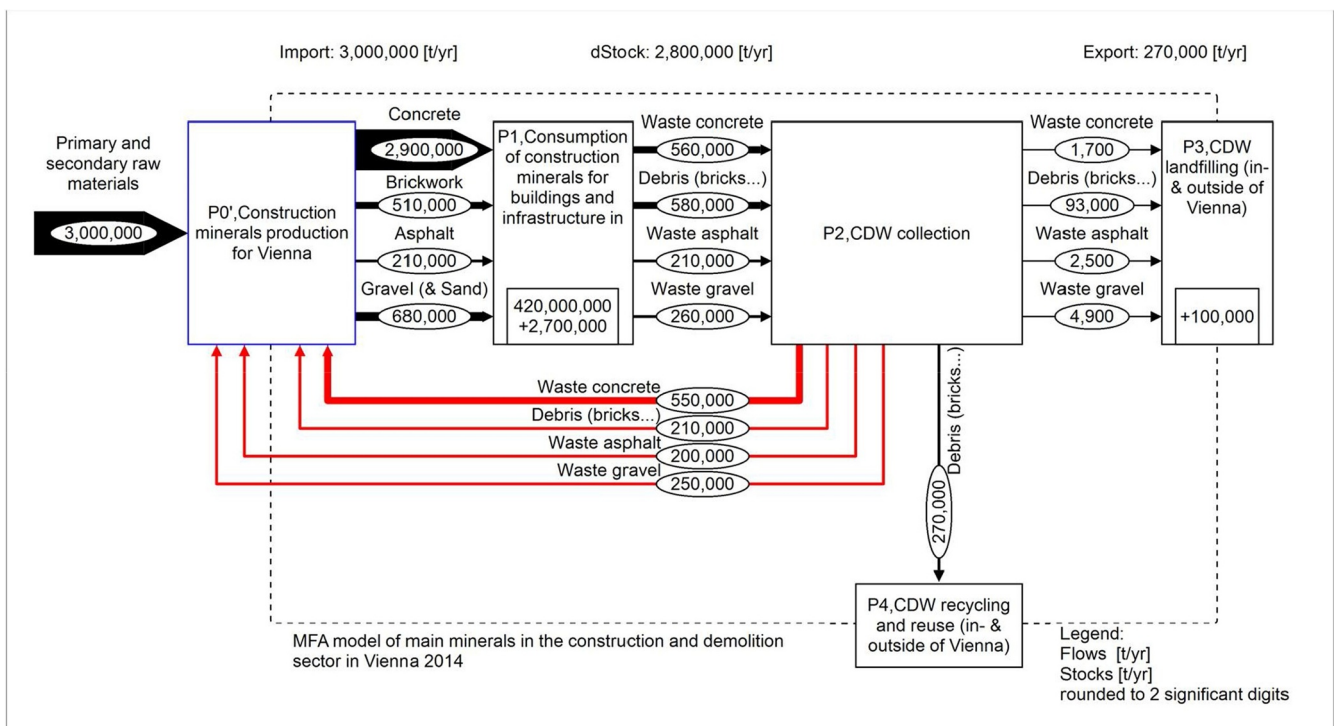 Import: 3,000,000 [t/yr]
dStock: 2,800,000 [t/yr]
Export: 270,000 [t/yr]
Primary and
secondary raw
materials
3,000,000
P0',Construction
minerals production
for Vienna
Concrete
2,900,000
Brickwork
510,000
Asphalt
210,000
Gravel (& Sand)
680,000
P1,Consumption
of construction
minerals for
buildings and
infrastructure in
420,000,000
+2,700,000
Waste concrete
560,000
Debris (bricks...)
580,000
Waste asphalt
210,000
Waste gravel
260,000
P2,CDW collection
Waste concrete
1,700
Debris (bricks...)
93,000
Waste asphalt
2,500
Waste gravel
4,900
P3,CDW
landfilling (in-
& outside of
Vienna)
+100,000
Waste concrete
550,000
Debris (bricks...)
210,000
Waste asphalt
200,000
Waste gravel
250,000
Debris (bricks...)
270,000
P4,CDW recycling
and reuse (in- &
outside of Vienna)
MFA model of main minerals in the construction and demolition
sector in Vienna 2014
Legend:
Flows [t/yr]
Stocks [t/yr]
rounded to 2 significant digits